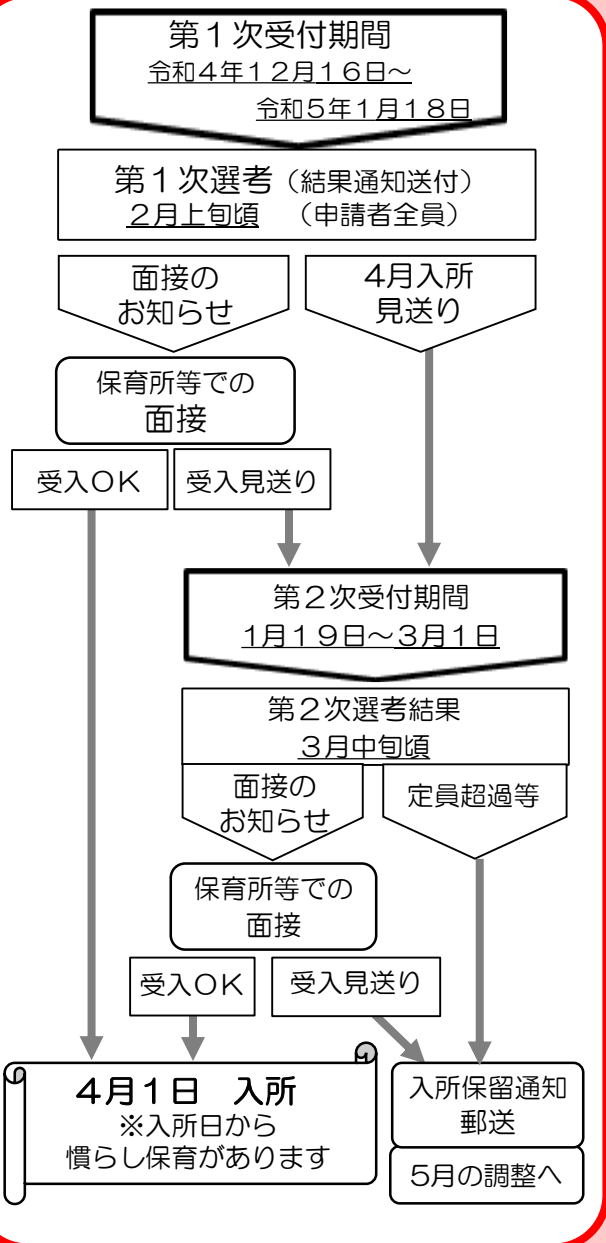 第１次受付期間
令和４年１２月１６日～
令和５年１月１８日
第１次選考（結果通知送付）
２月上旬頃　（申請者全員）
面接の
お知らせ
４月入所
見送り
保育所等での
面接
受入ＯＫ
受入見送り
第２次受付期間
1月１９日～３月１日
第２次選考結果
３月中旬頃
面接の
お知らせ
定員超過等
保育所等での
面接
受入ＯＫ
受入見送り
４月１日　入所
※入所日から
慣らし保育があります
入所保留通知
郵送
５月の調整へ